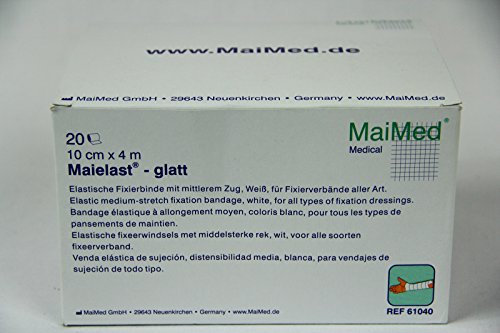 www.MaiMed.de
MaiMed GmbH • 29643 Neuenkirchen • Germany • www.MaiMed.de
20
10 cm x 4 m
Maielast® - glatt
MaiMed®
Medical
Elastische Fixierbinde mit mittlerem Zug, Weiß, für Fixierverbände aller Art.
Elastic medium-stretch fixation bandage, white, for all types of fixation dressings.
Bandage élastique à allongement moyen, coloris blanc, pour tous les types de
pansements de maintien.
Elastische fixeerwindsels met middelsterke rek, wit, voor alle soorten
fixeerverband.
Venda elástica de sujeción, distensibilidad media, blanca, para vendajes de
sujeción de todo tipo.
MaiMed GmbH • 29643 Neuenkirchen • Germany • www.MaiMed.de
REF 61040